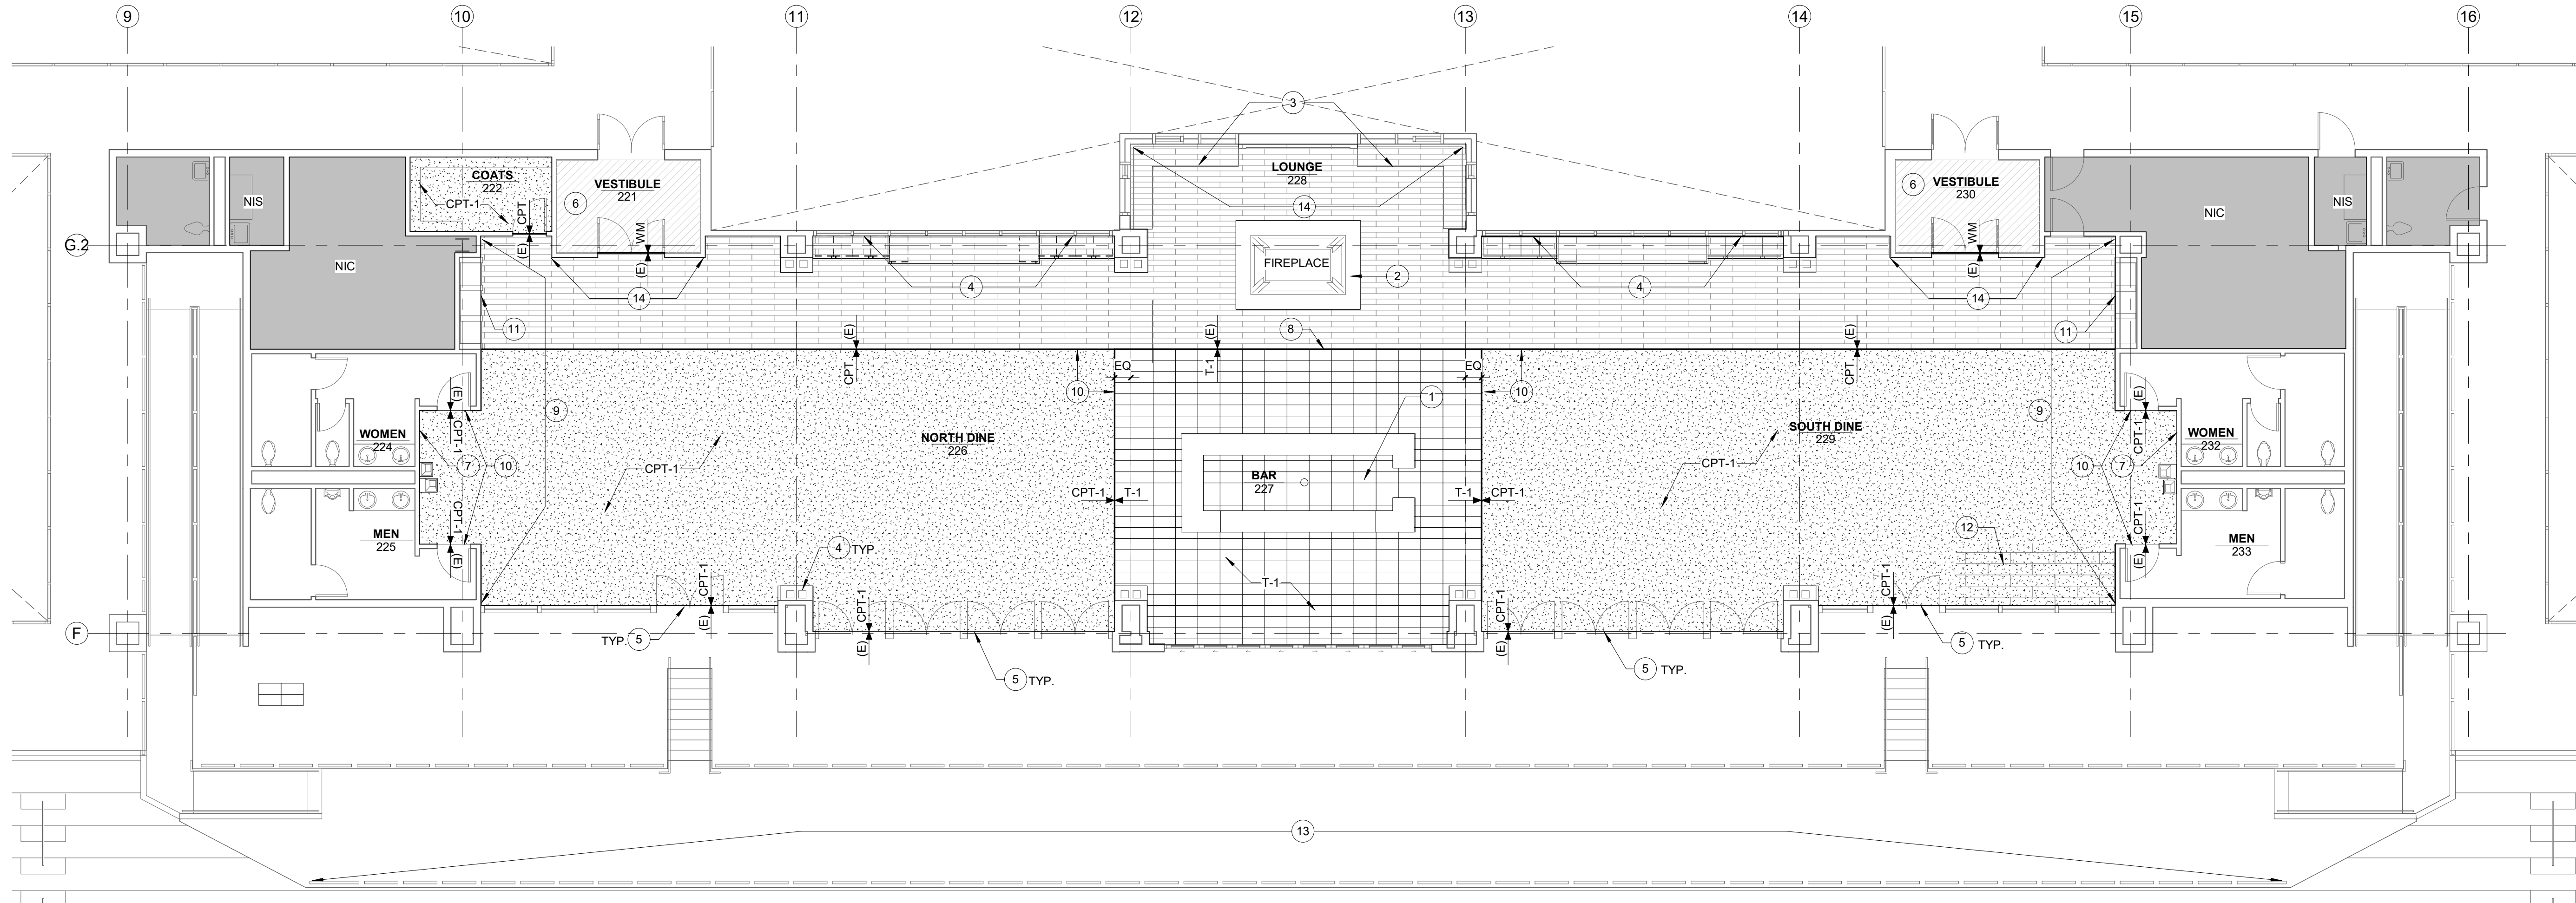 9
10
11
12
13
14
15
16
3
COATS
222
VESTIBULE
221
LOUNGE
228
VESTIBULE
230
6
6
NIS
NIC
CPT-1
CPT
(E)
WM
(E)
14
NIC
NIS
WM
(E)
G.2
NIC
FIREPLACE
2
4
4
14
14
11
11
(E)
CPT
(E)
T-1
8
(E)
CPT
EQ
EQ
10
10
1
9
9
(E)
CPT-1
(E)
CPT-1
WOMEN
224
NORTH DINE
226
SOUTH DINE
229
WOMEN
232
7
10
CPT-1
CPT-1
10
7
BAR
227
CPT-1
T-1
T-1
CPT-1
CPT-1
(E)
MEN
225
12
CPT-1
(E)
MEN
233
4 TYP.
T-1
CPT-1
(E)
CPT-1
(E)
CPT-1
(E)
CPT-1
(E)
F
TYP. 5
5 TYP.
5 TYP.
5 TYP.
13